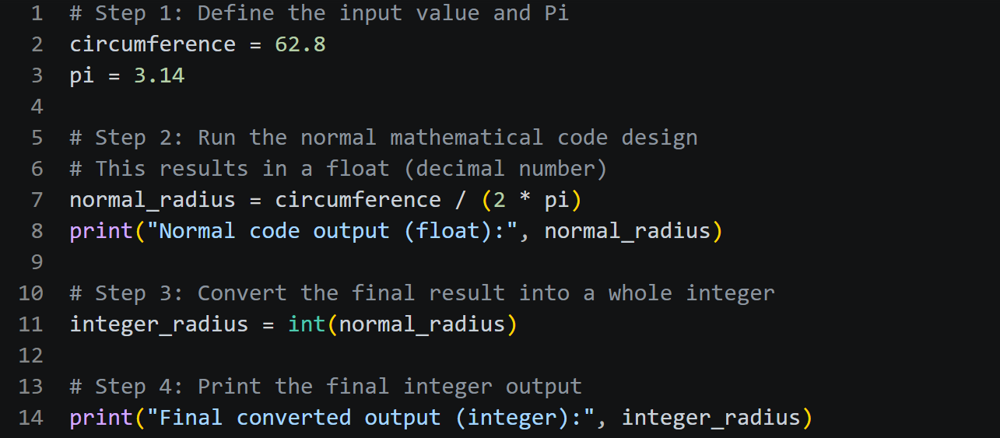 1 # Step 1: Define the input value and Pi
2 circumference = 62.8
3 pi = 3.14
4
5 # Step 2: Run the normal mathematical code design
6 # This results in a float (decimal number)
7 normal_radius = circumference / (2 * pi)
8 print("Normal code output (float):", normal_radius)
9
10 # Step 3: Convert the final result into a whole integer
11 integer_radius = int(normal_radius)
12
13 # Step 4: Print the final integer output
14 print("Final converted output (integer):", integer_radius)